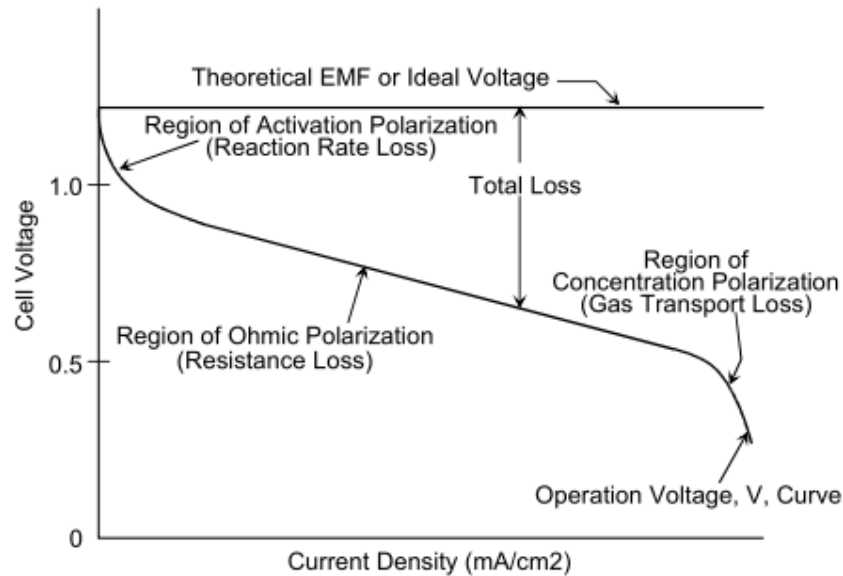 Theoretical EMF or Ideal Voltage
Region of Activation Polarization
(Reaction Rate Loss)
1.0
Total Loss
Cell Voltage
Region of
Concentration Polarization
(Gas Transport Loss)
Region of Ohmic Polarization
(Resistance Loss)
0.5
Operation Voltage, V, Curve
0
Current Density (mA/cm2)